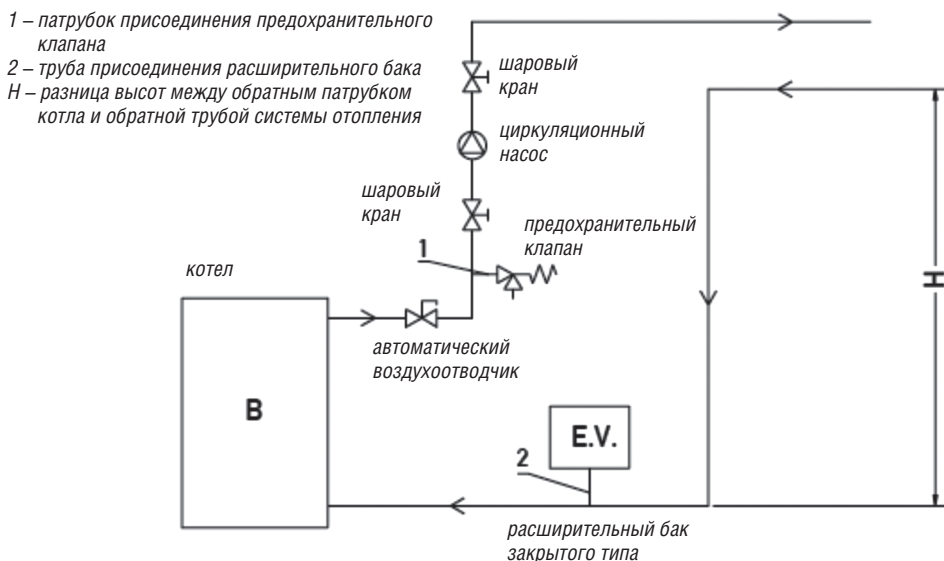 1 – патрубок присоединения предохранительного
клапана
2 – труба присоединения расширительного бака
Н – разница высот между обратным патрубком
котла и обратной трубой системы отопления
шаровый
кран
циркуляционный
насос
шаровый
кран
предохранительный
клапан
1
котел
H
автоматический
воздухоотводчик
B
E.V.
2
расширительный бак
закрытого типа